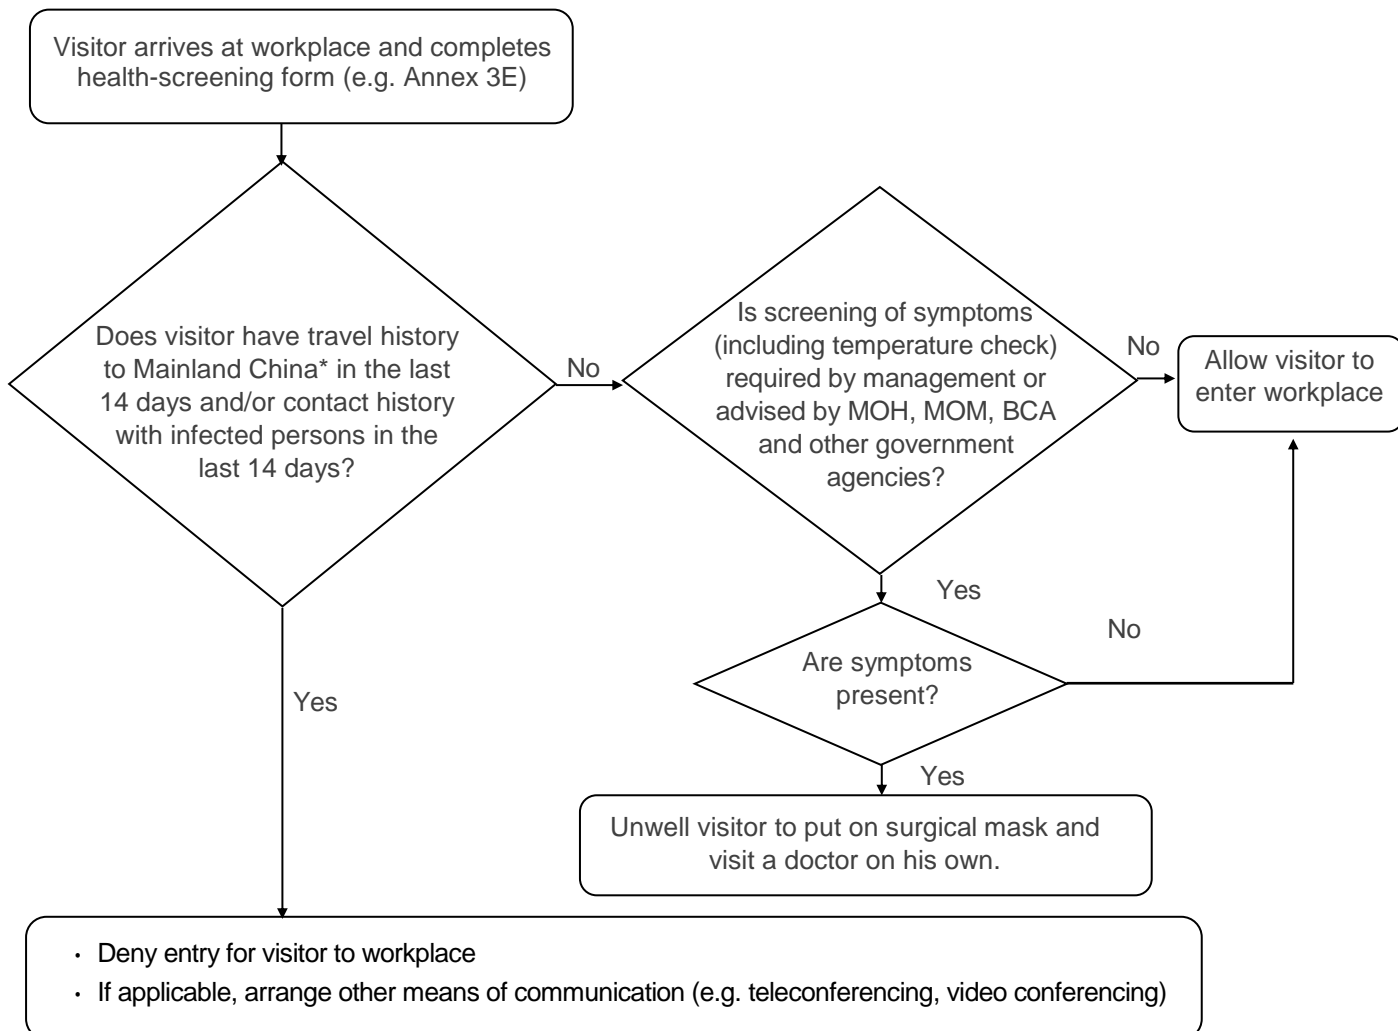 Visitor arrives at workplace and completes
health-screening form (e.g. Annex 3E)
Does visitor have travel history
to Mainland China* in the last
14 days and/or contact history
with infected persons in the
last 14 days?
No
Is screening of symptoms
(including temperature check)
required by management or
advised by MOH, MOM, BCA
and other government
agencies?
No
Allow visitor to
enter workplace
Yes
No
Are symptoms
present?
Yes
Yes
Unwell visitor to put on surgical mask and
visit a doctor on his own.
· Deny entry for visitor to workplace
· If applicable, arrange other means of communication (e.g. teleconferencing, video conferencing)